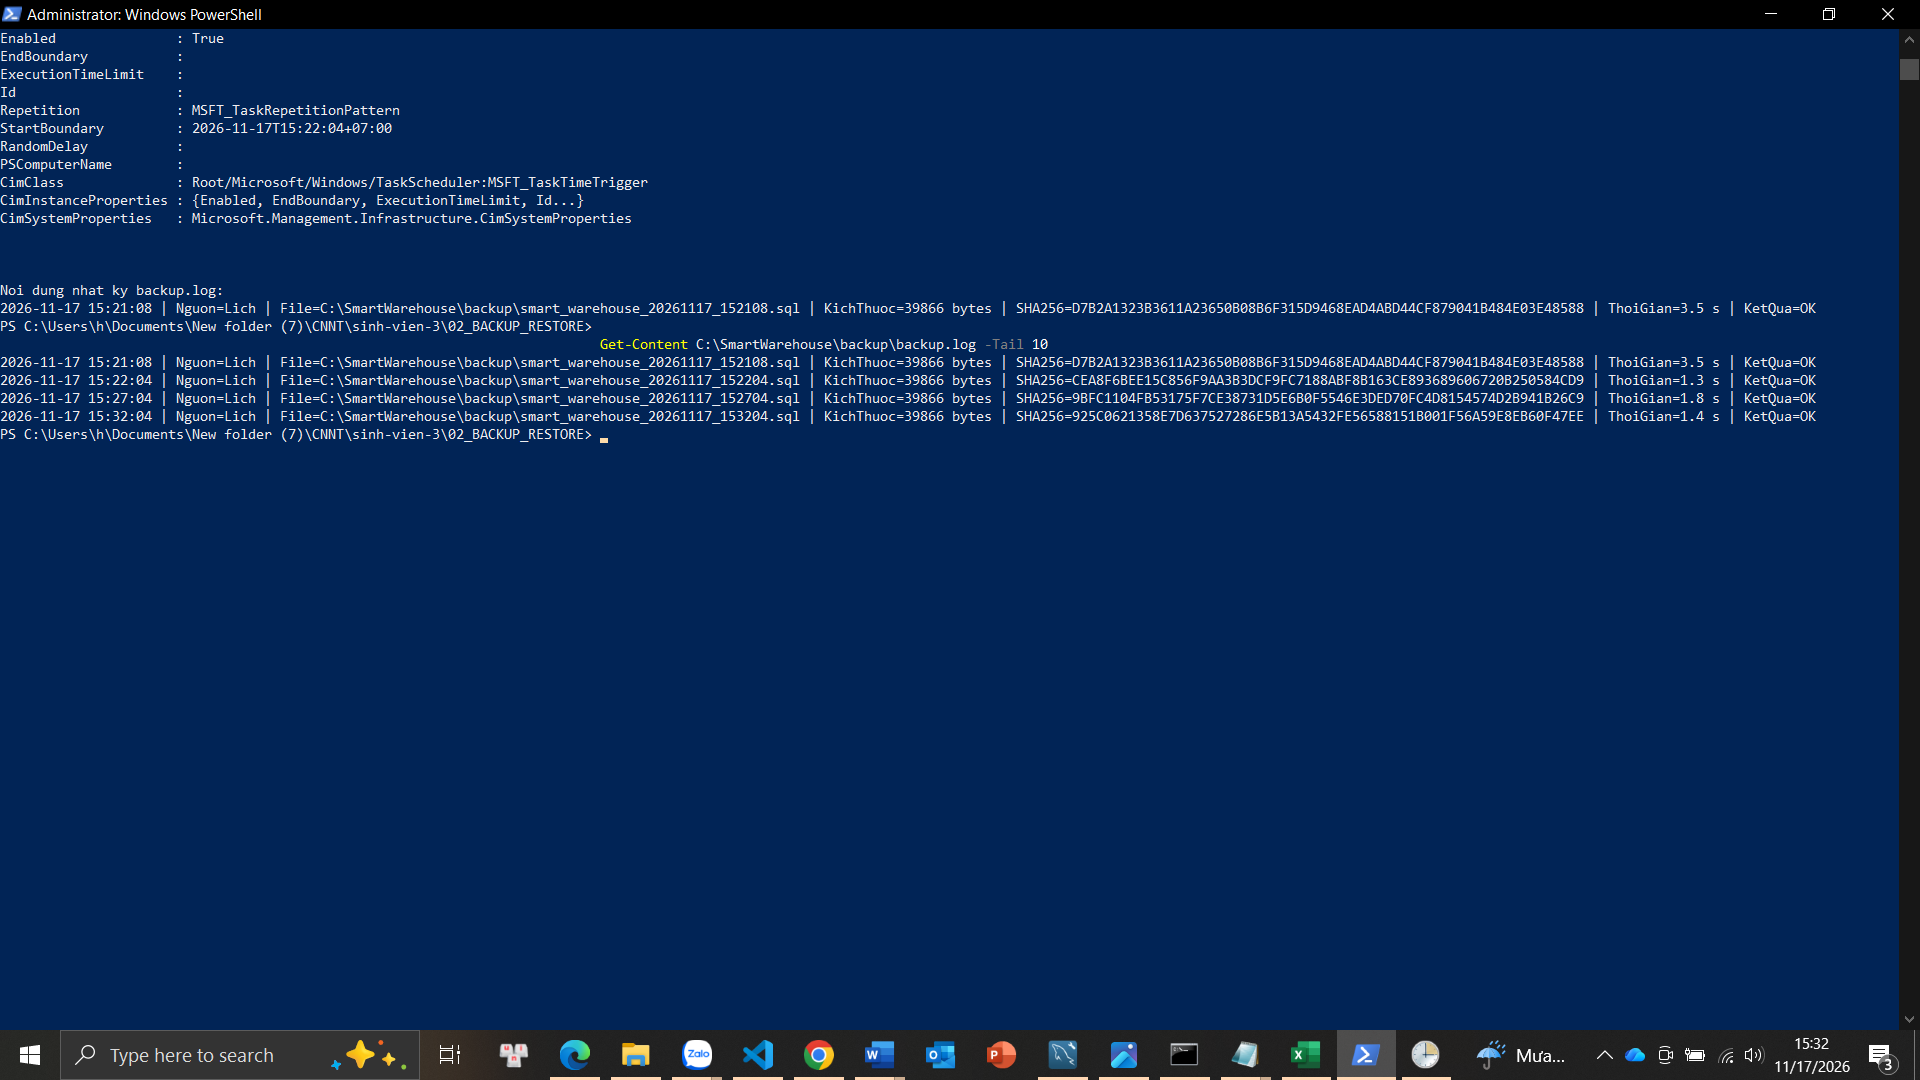 Administrator: Windows PowerShell
Enabled : True
EndBoundary :
ExecutionTimeLimit :
Id :
Repetition : MSFT_TaskRepetitionPattern
StartBoundary : 2026-11-17T15:22:04+07:00
RandomDelay :
PSComputerName :
CimClass : Root/Microsoft/Windows/TaskScheduler:MSFT_TaskTimeTrigger
CimInstanceProperties : {Enabled, EndBoundary, ExecutionTimeLimit, Id...}
CimSystemProperties : Microsoft.Management.Infrastructure.CimSystemProperties
Noi dung nhat ky backup.log:
2026-11-17 15:21:08 | Nguon=Lich | File=C:\SmartWarehouse\backup\smart_warehouse_20261117_152108.sql | KichThuoc=39866 bytes | SHA256=D7B2A1323B3611A23650B08B6F315D9468EAD4ABD44CF879041B484E03E48588 | ThoiGian=3.5 s | KetQua=OK
PS C:\Users\h\Documents\New folder (7)\CNNT\sinh-vien-3\02_BACKUP_RESTORE>
Get-Content C:\SmartWarehouse\backup\backup.log -Tail 10
2026-11-17 15:21:08 | Nguon=Lich | File=C:\SmartWarehouse\backup\smart_warehouse_20261117_152108.sql | KichThuoc=39866 bytes | SHA256=D7B2A1323B3611A23650B08B6F315D9468EAD4ABD44CF879041B484E03E48588 | ThoiGian=3.5 s | KetQua=OK
2026-11-17 15:22:04 | Nguon=Lich | File=C:\SmartWarehouse\backup\smart_warehouse_20261117_152204.sql | KichThuoc=39866 bytes | SHA256=CEA8F6BEE15C856F9AA3B3DCF9FC7188ABF8B163CE893689606720B250584CD9 | ThoiGian=1.3 s | KetQua=OK
2026-11-17 15:27:04 | Nguon=Lich | File=C:\SmartWarehouse\backup\smart_warehouse_20261117_152704.sql | KichThuoc=39866 bytes | SHA256=9BFC1104FB53175F7CE38731D5E6B0F5546E3DED70FC4D8154574D2B941B26C9 | ThoiGian=1.8 s | KetQua=OK
2026-11-17 15:32:04 | Nguon=Lich | File=C:\SmartWarehouse\backup\smart_warehouse_20261117_153204.sql | KichThuoc=39866 bytes | SHA256=925C0621358E7D637527286E5B13A5432FE56588151B001F56A59E8EB60F47EE | ThoiGian=1.4 s | KetQua=OK
PS C:\Users\h\Documents\New folder (7)\CNNT\sinh-vien-3\02_BACKUP_RESTORE>
Type here to search
Zalo
Mưa...
15:32
11/17/2026
3